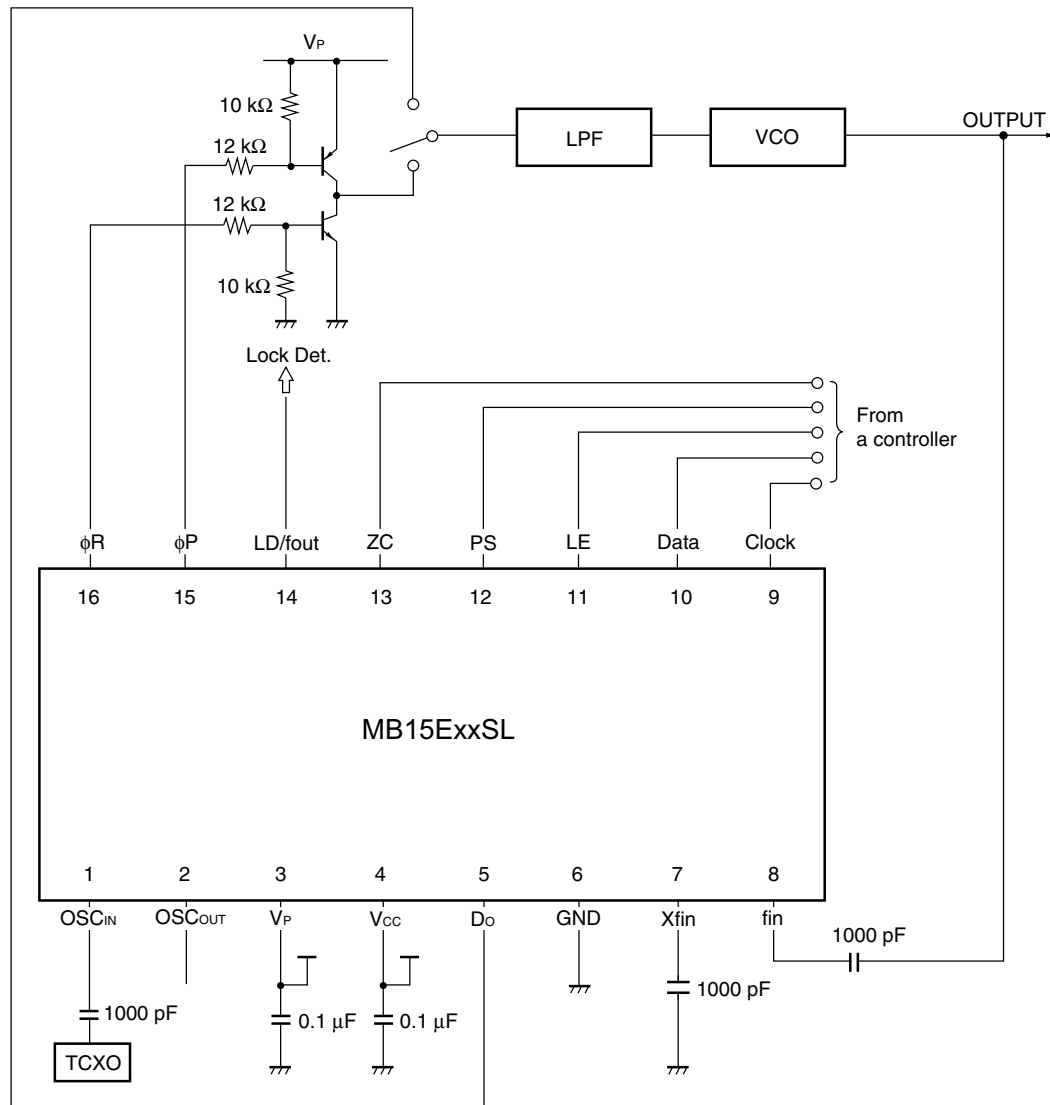 VP
10 kΩ
12 kΩ
12 kΩ
10 kΩ
LPF
VCO
OUTPUT
Lock Det.
From
a controller
φR φP LD/fout ZC PS LE Data Clock
16 15 14 13 12 11 10 9
MB15ExxSL
1 2 3 4 5 6 7 8
OSCIN OSCOUT VP VCC DO GND Xfin fin
1000 pF
1000 pF 0.1 μF 0.1 μF 1000 pF
TCXO